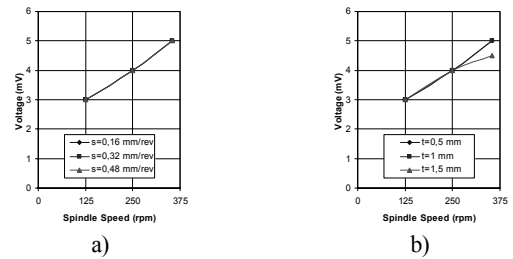 6
5
4
3
2
1
0
Voltage (mV)
s=0,16 mm/rev
s=0,32 mm/rev
s=0,48 mm/rev
0 125 250 375
Spindle Speed (rpm)
a)
6
5
4
3
2
1
0
Voltage (mV)
t=0,5 mm
t=1 mm
t=1,5 mm
0 125 250 375
Spindle Speed (rpm)
b)